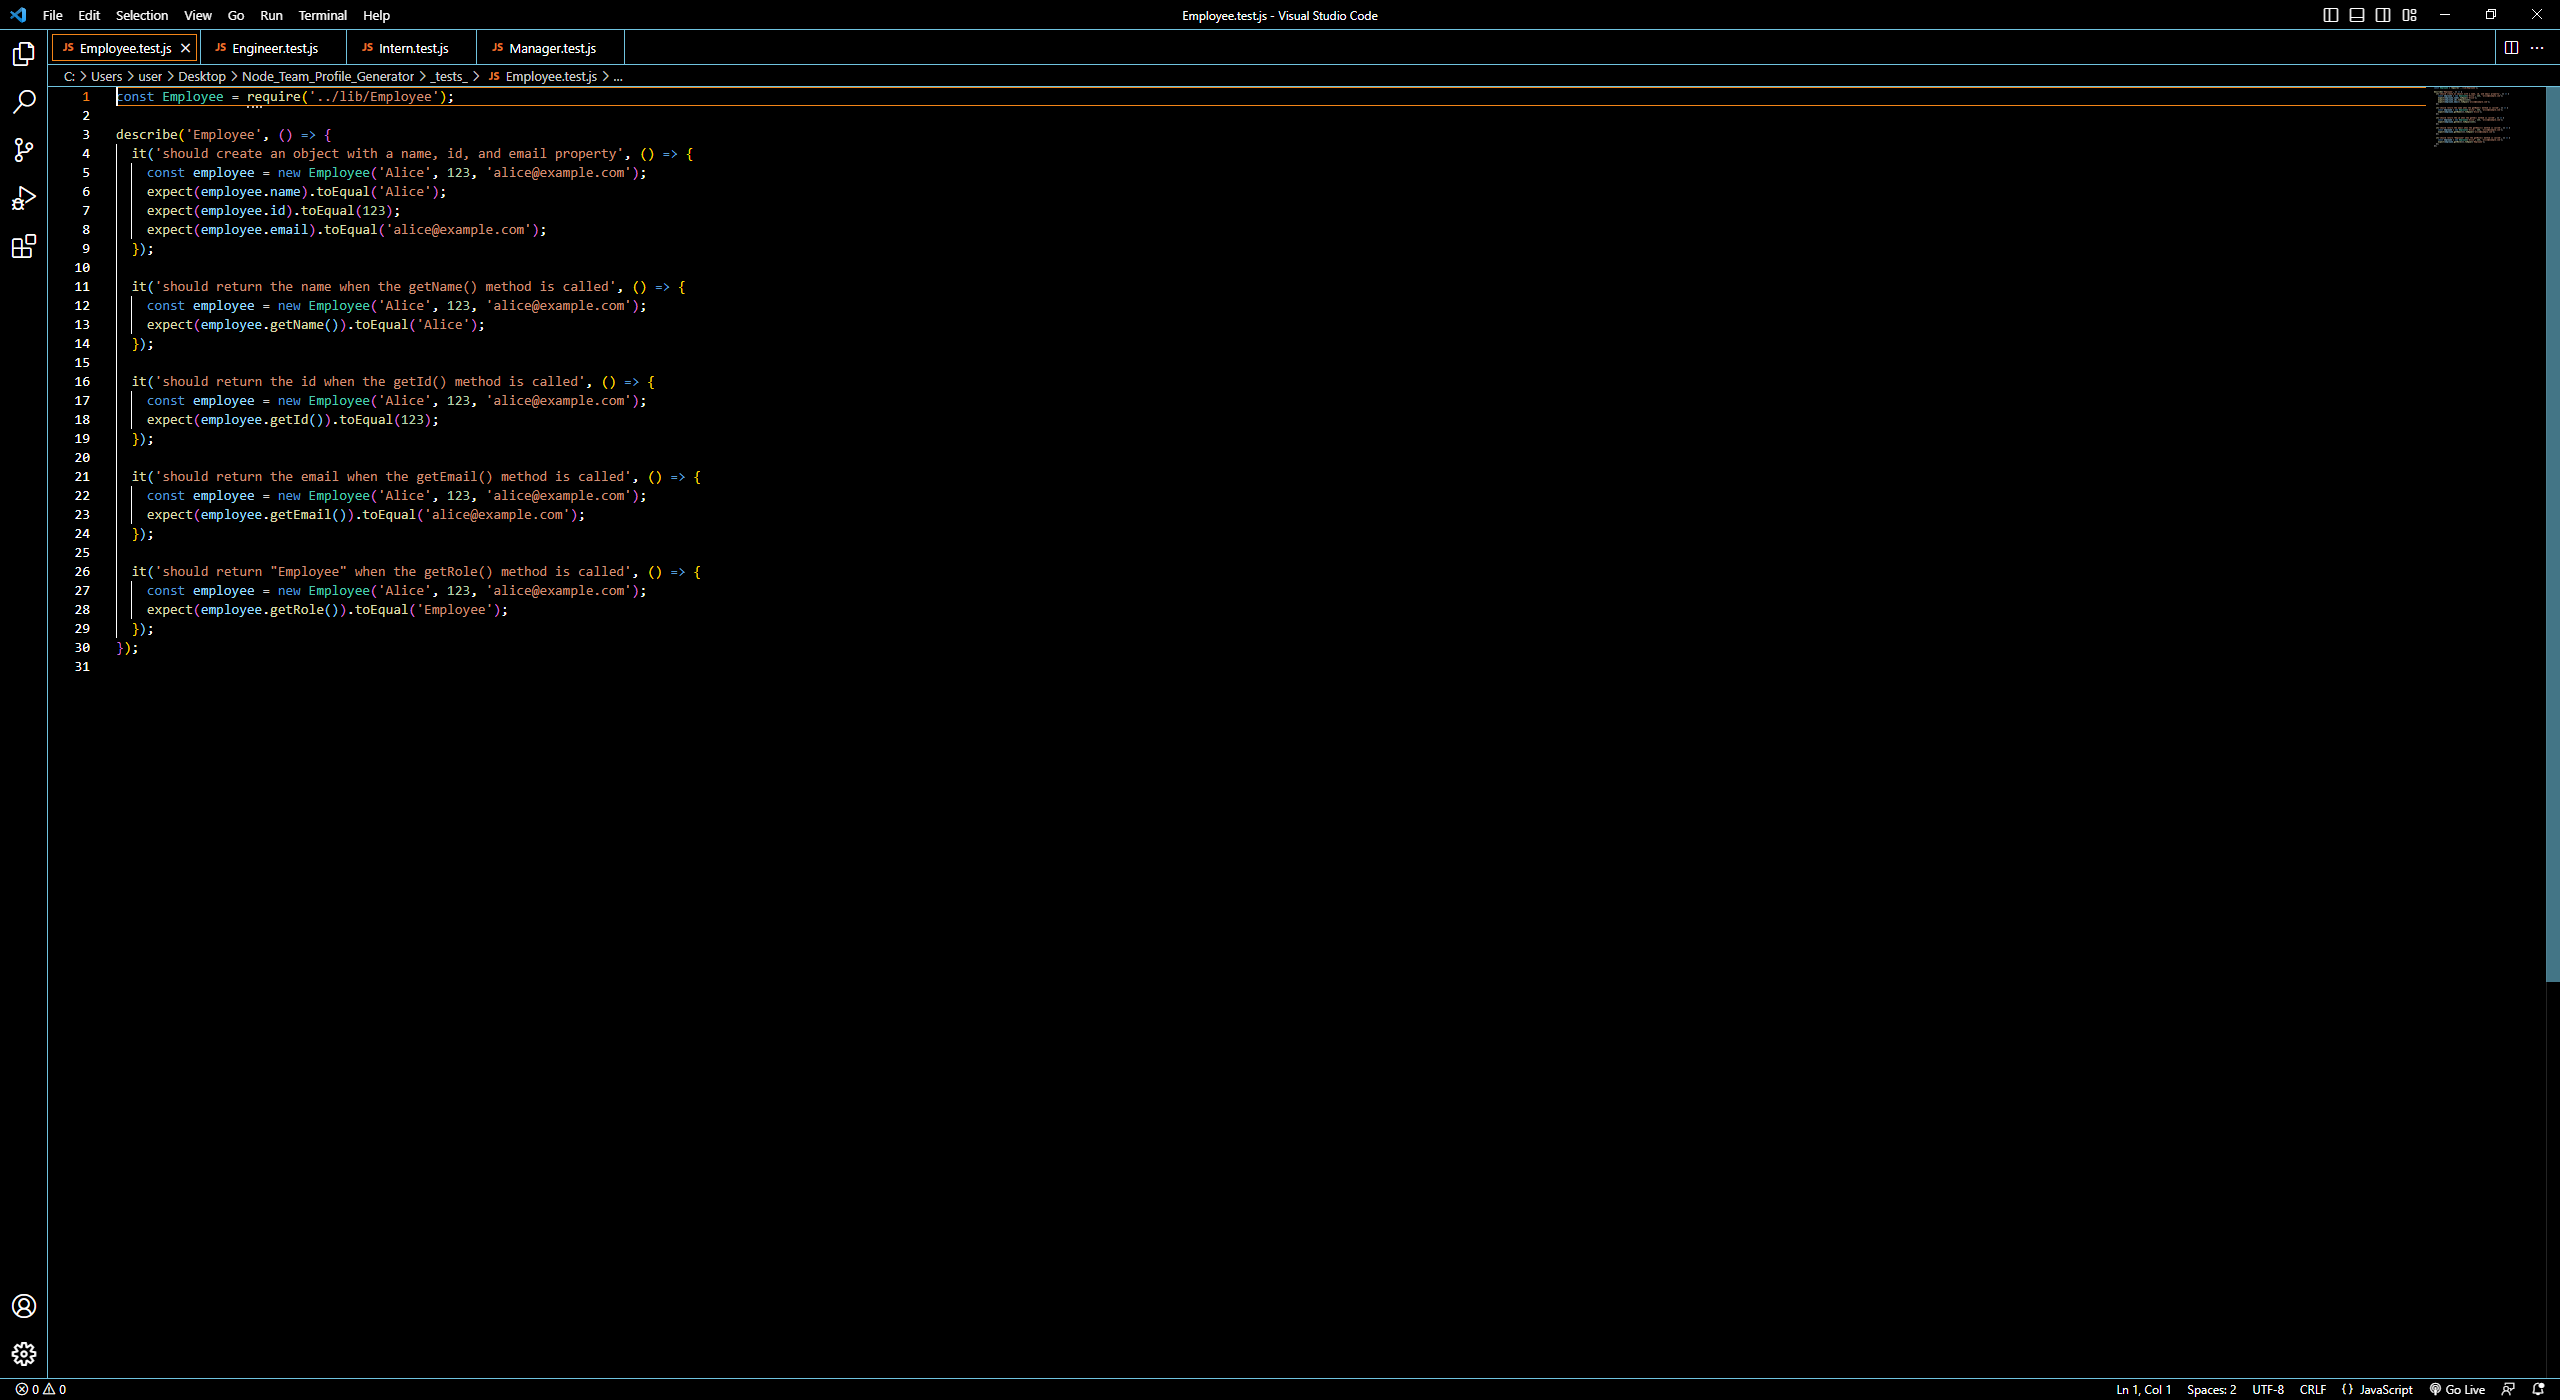 File Edit Selection View Go Run Terminal Help
Employee.test.js - Visual Studio Code
JS Employee.test.js JS Engineer.test.js JS Intern.test.js JS Manager.test.js
C: > Users > user > Desktop > Node_Team_Profile_Generator > _tests_ > JS Employee.test.js > ...
1 const Employee = require('../lib/Employee');
2
3 describe('Employee', () => {
4   it('should create an object with a name, id, and email property', () => {
5     const employee = new Employee('Alice', 123, 'alice@example.com');
6     expect(employee.name).toEqual('Alice');
7     expect(employee.id).toEqual(123);
8     expect(employee.email).toEqual('alice@example.com');
9   });
10
11   it('should return the name when the getName() method is called', () => {
12     const employee = new Employee('Alice', 123, 'alice@example.com');
13     expect(employee.getName()).toEqual('Alice');
14   });
15
16   it('should return the id when the getId() method is called', () => {
17     const employee = new Employee('Alice', 123, 'alice@example.com');
18     expect(employee.getId()).toEqual(123);
19   });
20
21   it('should return the email when the getEmail() method is called', () => {
22     const employee = new Employee('Alice', 123, 'alice@example.com');
23     expect(employee.getEmail()).toEqual('alice@example.com');
24   });
25
26   it('should return "Employee" when the getRole() method is called', () => {
27     const employee = new Employee('Alice', 123, 'alice@example.com');
28     expect(employee.getRole()).toEqual('Employee');
29   });
30 });
31
0 0 Ln 1, Col 1 Spaces: 2 UTF-8 CRLF {} JavaScript Go Live